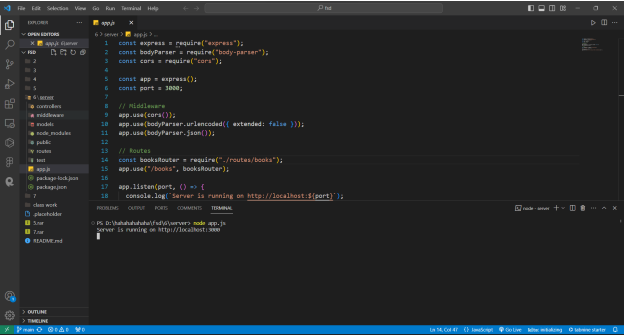 File Edit Selection View Go Run Terminal Help
fsd
EXPLORER
OPEN EDITORS
app.js 6\server
FSD
2
3
4
5
6 \ server
controllers
middleware
models
node_modules
public
routes
test
app.js
package-lock.json
package.json
7
class work
.placeholder
5.rar
7.rar
README.md
OUTLINE
TIMELINE
app.js
6 > server > app.js > ...
1 const express = require("express");
2 const bodyParser = require("body-parser");
3 const cors = require("cors");
4
5 const app = express();
6 const port = 3000;
7
8 // Middleware
9 app.use(cors());
10 app.use(bodyParser.urlencoded({ extended: false }));
11 app.use(bodyParser.json());
12
13 // Routes
14 const booksRouter = require("./routes/books");
15 app.use("/books", booksRouter);
16
17 app.listen(port, () => {
18 console.log(`Server is running on http://localhost:${port}`);
PROBLEMS OUTPUT PORTS COMMENTS TERMINAL
node - server
PS D:\hahahahahaha\fsd\6\server> node app.js
Server is running on http://localhost:3000
main 0 0 0
Ln 14, Col 47 {} JavaScript Go Live initializing tabnine starter